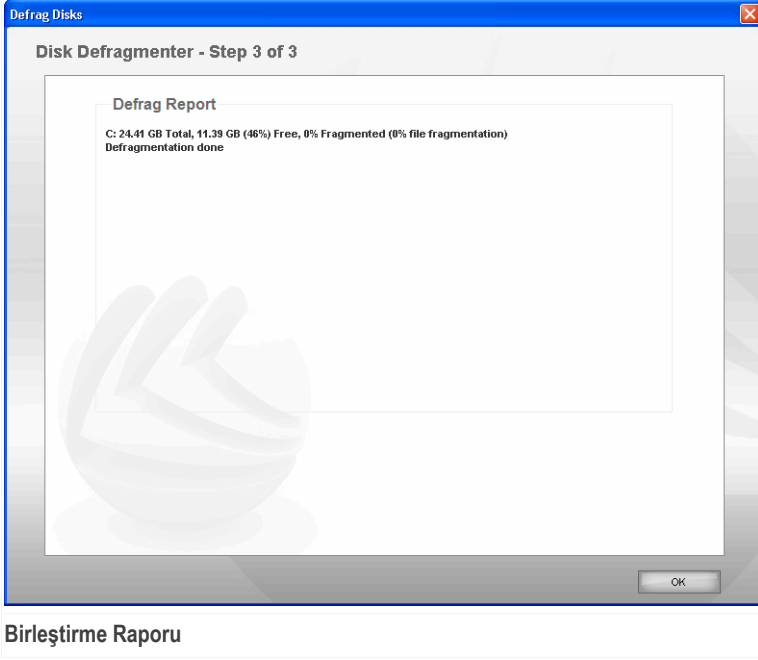 Defrag Disks
Disk Defragmenter - Step 3 of 3
Defrag Report
C: 24.41 GB Total, 11.39 GB (46%) Free, 0% Fragmented (0% file fragmentation)
Defragmentation done
OK
Birleştirme Raporu